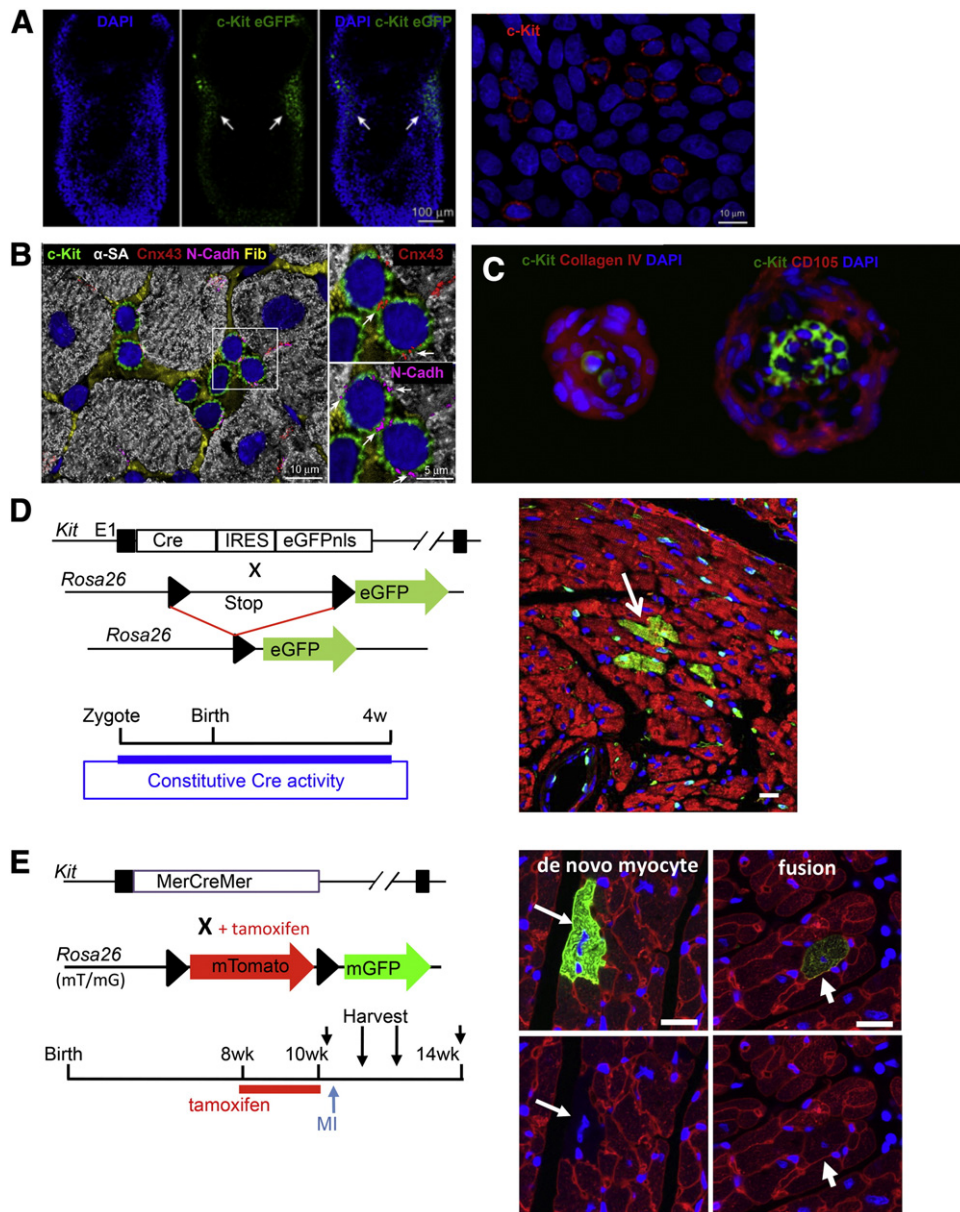 A
DAPI
c-Kit eGFP
DAPI c-Kit eGFP
100 μm
c-Kit
10 μm
B
c-Kit α-SA Cnx43 N-Cadh Fib
Cnx43
N-Cadh
10 μm
5 μm
C
c-Kit Collagen IV DAPI
c-Kit CD105 DAPI
D
Kit E1
Cre IRES eGFPnls
X
Rosa26
Stop
eGFP
Rosa26
eGFP
Zygote Birth 4w
Constitutive Cre activity
E
Kit
MerCreMer
X + tamoxifen
Rosa26
(mT/mG)
mTomato
mGFP
Harvest
Birth 8wk 10wk 14wk
tamoxifen
MI
de novo myocyte
fusion